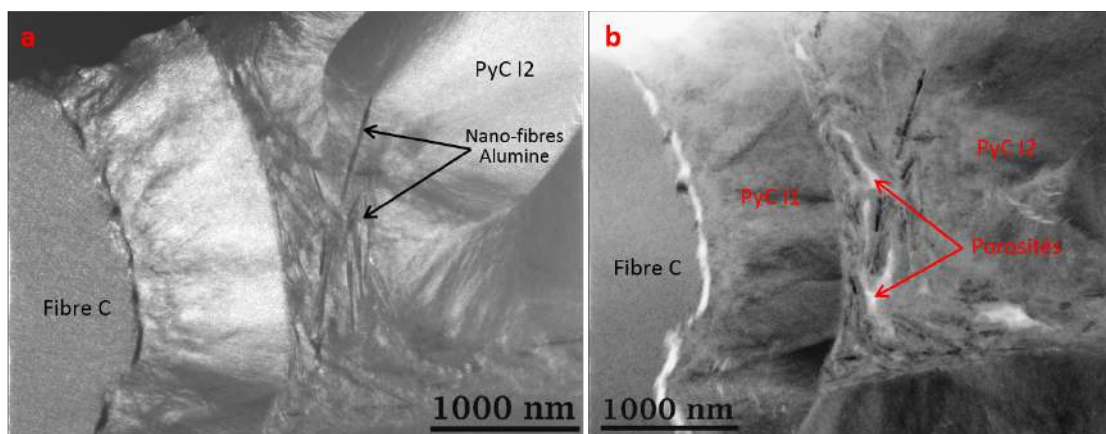 a
PyC I2
Nano-fibres
Alumine
Fibre C
1000 nm
b
PyC I2
PyC I1
Porosités
Fibre C
1000 nm